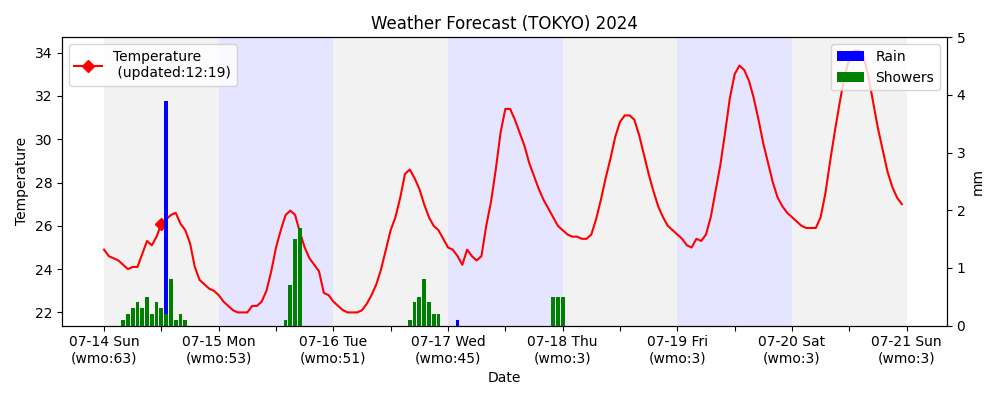 Weather Forecast (TOKYO) 2024
Temperature
(updated:12:19)
Rain
Showers
34
32
30
28
26
24
22
Temperature
5
4
3
2
1
0
mm
07-14 Sun
(wmo:63)
07-15 Mon
(wmo:53)
07-16 Tue
(wmo:51)
07-17 Wed
(wmo:45)
07-18 Thu
(wmo:3)
07-19 Fri
(wmo:3)
07-20 Sat
(wmo:3)
07-21 Sun
(wmo:3)
Date